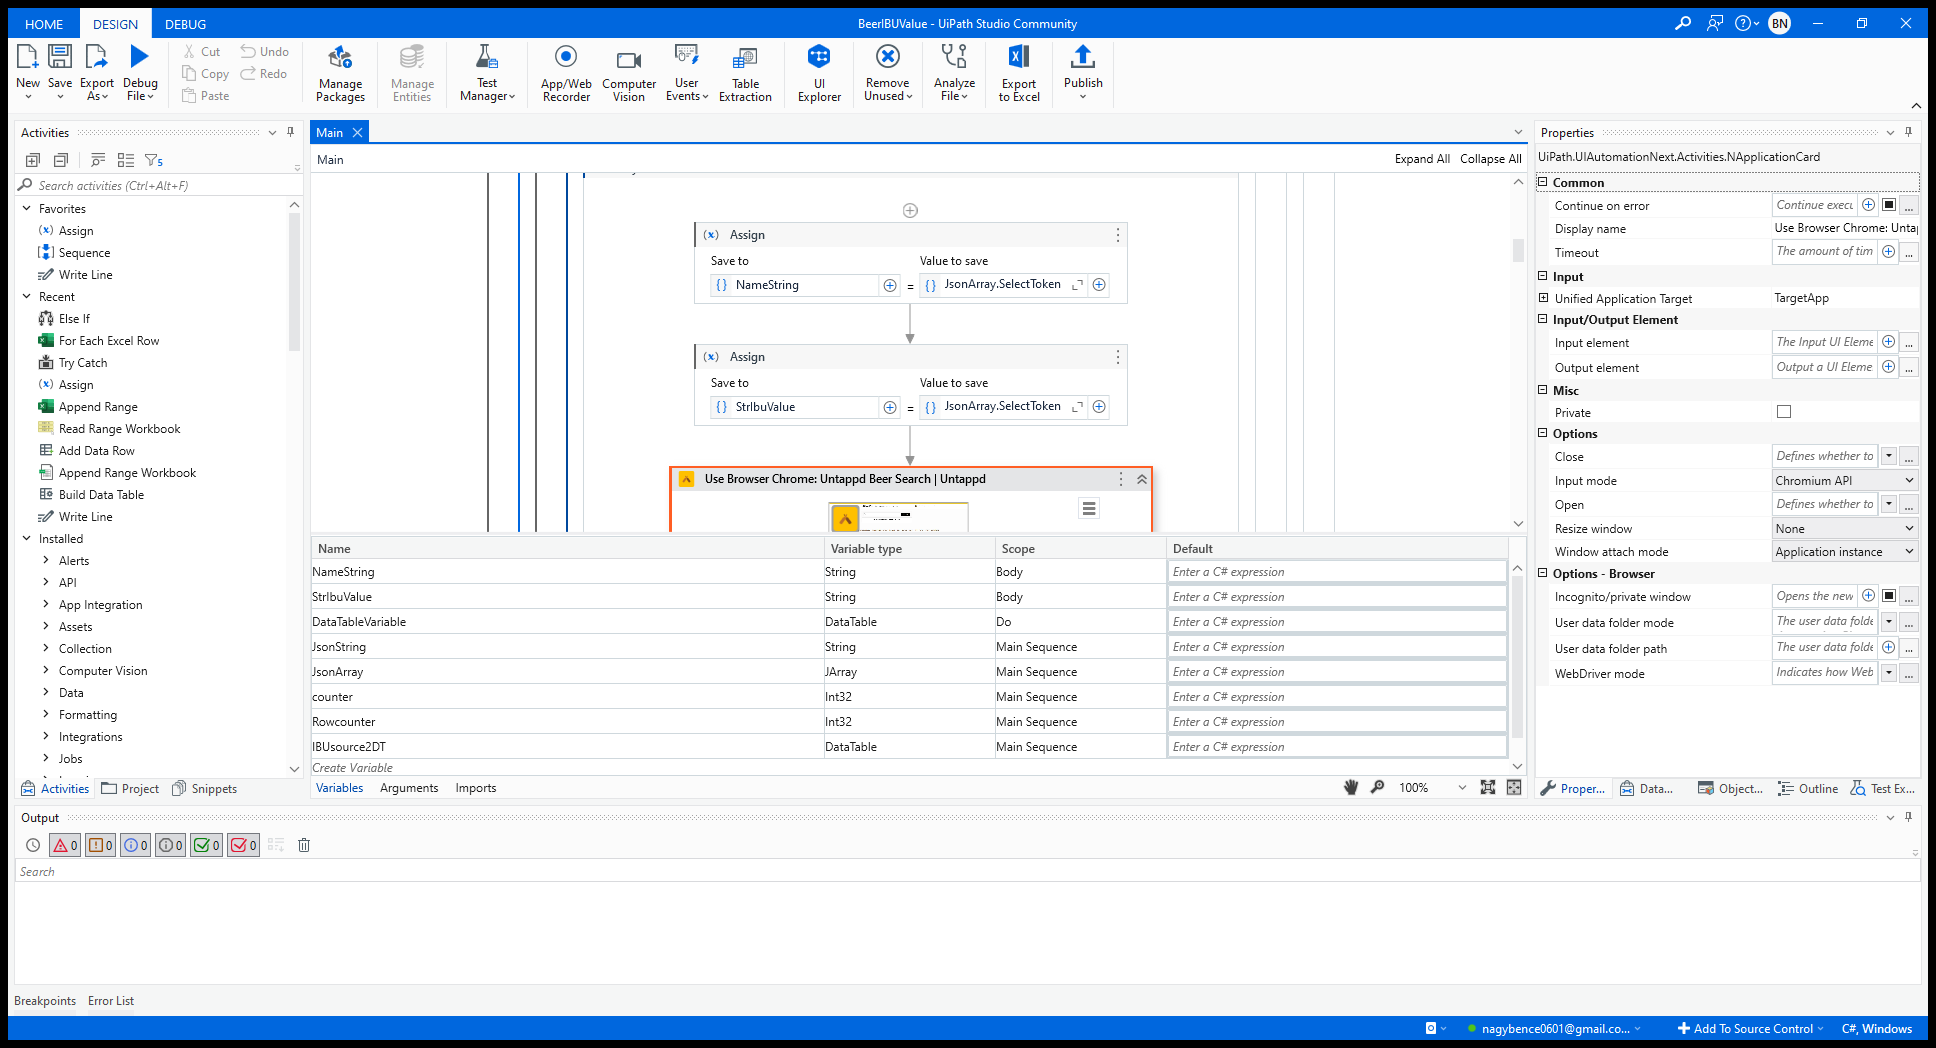 HOME DESIGN DEBUG BeerIBUValue - UiPath Studio Community BN
New Save Export As Debug File Cut Copy Paste Undo Redo Manage Packages Manage Entities Test Manager App/Web Recorder Computer Vision User Events Table Extraction UI Explorer Remove Unused Analyze File Export to Excel Publish
Activities
5
Search activities (Ctrl+Alt+F)
Favorites
Assign
Sequence
Write Line
Recent
Else If
For Each Excel Row
Try Catch
Assign
Append Range
Read Range Workbook
Add Data Row
Append Range Workbook
Build Data Table
Write Line
Installed
Alerts
API
App Integration
Assets
Collection
Computer Vision
Data
Formatting
Integrations
Jobs
Activities Project Snippets
Main
Main Expand All Collapse All
(x) Assign
Save to Value to save
{} NameString = {} JsonArray.SelectToken
(x) Assign
Save to Value to save
{} StrIbuValue = {} JsonArray.SelectToken
Use Browser Chrome: Untappd Beer Search | Untappd
Name Variable type Scope Default
NameString String Body Enter a C# expression
StrIbuValue String Body Enter a C# expression
DataTableVariable DataTable Do Enter a C# expression
JsonString String Main Sequence Enter a C# expression
JsonArray JArray Main Sequence Enter a C# expression
counter Int32 Main Sequence Enter a C# expression
Rowcounter Int32 Main Sequence Enter a C# expression
IBUsource2DT DataTable Main Sequence Enter a C# expression
Create Variable
Variables Arguments Imports 100%
Properties
UiPath.UIAutomationNext.Activities.NApplicationCard
Common
Continue on error Continue execu ...
Display name Use Browser Chrome: Untap
Timeout The amount of tim ...
Input
Unified Application Target TargetApp
Input/Output Element
Input element The Input UI Eleme ...
Output element Output a UI Eleme. ...
Misc
Private
Options
Close Defines whether to ...
Input mode Chromium API
Open Defines whether to ...
Resize window None
Window attach mode Application instance
Options - Browser
Incognito/private window Opens the new ...
User data folder mode The user data folde ...
User data folder path The user data folde ...
WebDriver mode Indicates how Web ...
Proper... Data... Object... Outline Test Ex...
Output
0 0 0 0 0 0
Search
Breakpoints Error List
nagybence0601@gmail.co... Add To Source Control C#, Windows